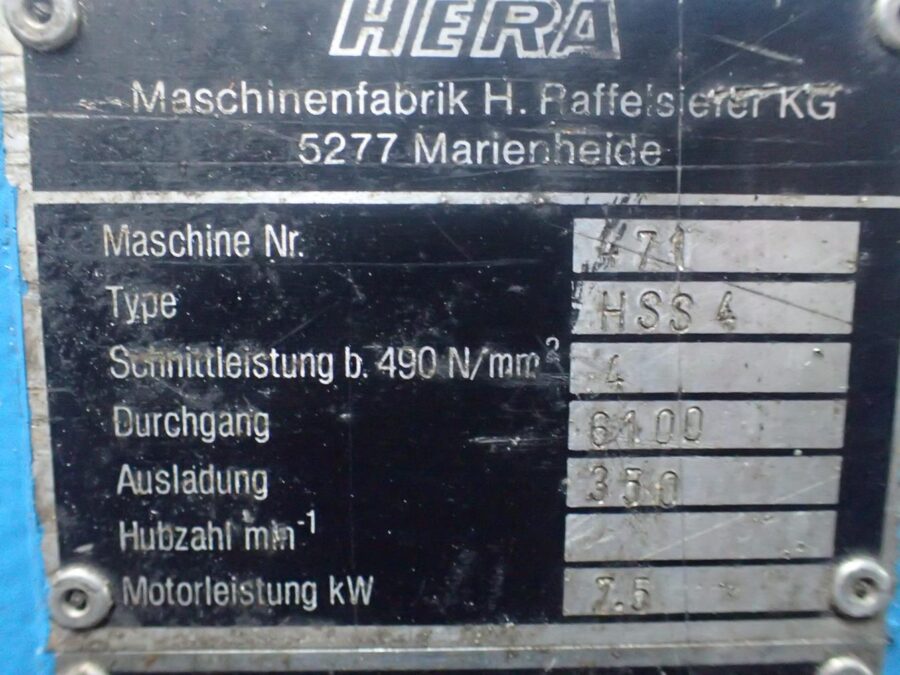 HERA
Maschinenfabrik H. Raffelsiefer KG
5277 Marienheide
Maschine Nr. 471
Type HSS 4
Schnittleistung b. 490 N/mm² 4
Durchgang 6100
Ausladung 350
Hubzahl min⁻¹
Motorleistung kW 7.5